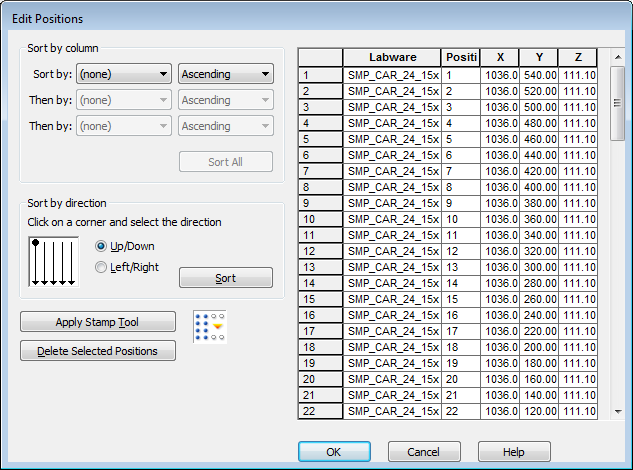 Edit Positions
Sort by column
Sort by: (none) Ascending
Then by: (none) Ascending
Then by: (none) Ascending
Sort All
Sort by direction
Click on a corner and select the direction
Up/Down
Left/Right
Sort
Apply Stamp Tool
Delete Selected Positions
Labware Positi X Y Z
1 SMP_CAR_24_15x 1 1036.0 540.00 111.10
2 SMP_CAR_24_15x 2 1036.0 520.00 111.10
3 SMP_CAR_24_15x 3 1036.0 500.00 111.10
4 SMP_CAR_24_15x 4 1036.0 480.00 111.10
5 SMP_CAR_24_15x 5 1036.0 460.00 111.10
6 SMP_CAR_24_15x 6 1036.0 440.00 111.10
7 SMP_CAR_24_15x 7 1036.0 420.00 111.10
8 SMP_CAR_24_15x 8 1036.0 400.00 111.10
9 SMP_CAR_24_15x 9 1036.0 380.00 111.10
10 SMP_CAR_24_15x 10 1036.0 360.00 111.10
11 SMP_CAR_24_15x 11 1036.0 340.00 111.10
12 SMP_CAR_24_15x 12 1036.0 320.00 111.10
13 SMP_CAR_24_15x 13 1036.0 300.00 111.10
14 SMP_CAR_24_15x 14 1036.0 280.00 111.10
15 SMP_CAR_24_15x 15 1036.0 260.00 111.10
16 SMP_CAR_24_15x 16 1036.0 240.00 111.10
17 SMP_CAR_24_15x 17 1036.0 220.00 111.10
18 SMP_CAR_24_15x 18 1036.0 200.00 111.10
19 SMP_CAR_24_15x 19 1036.0 180.00 111.10
20 SMP_CAR_24_15x 20 1036.0 160.00 111.10
21 SMP_CAR_24_15x 21 1036.0 140.00 111.10
22 SMP_CAR_24_15x 22 1036.0 120.00 111.10
OK Cancel Help